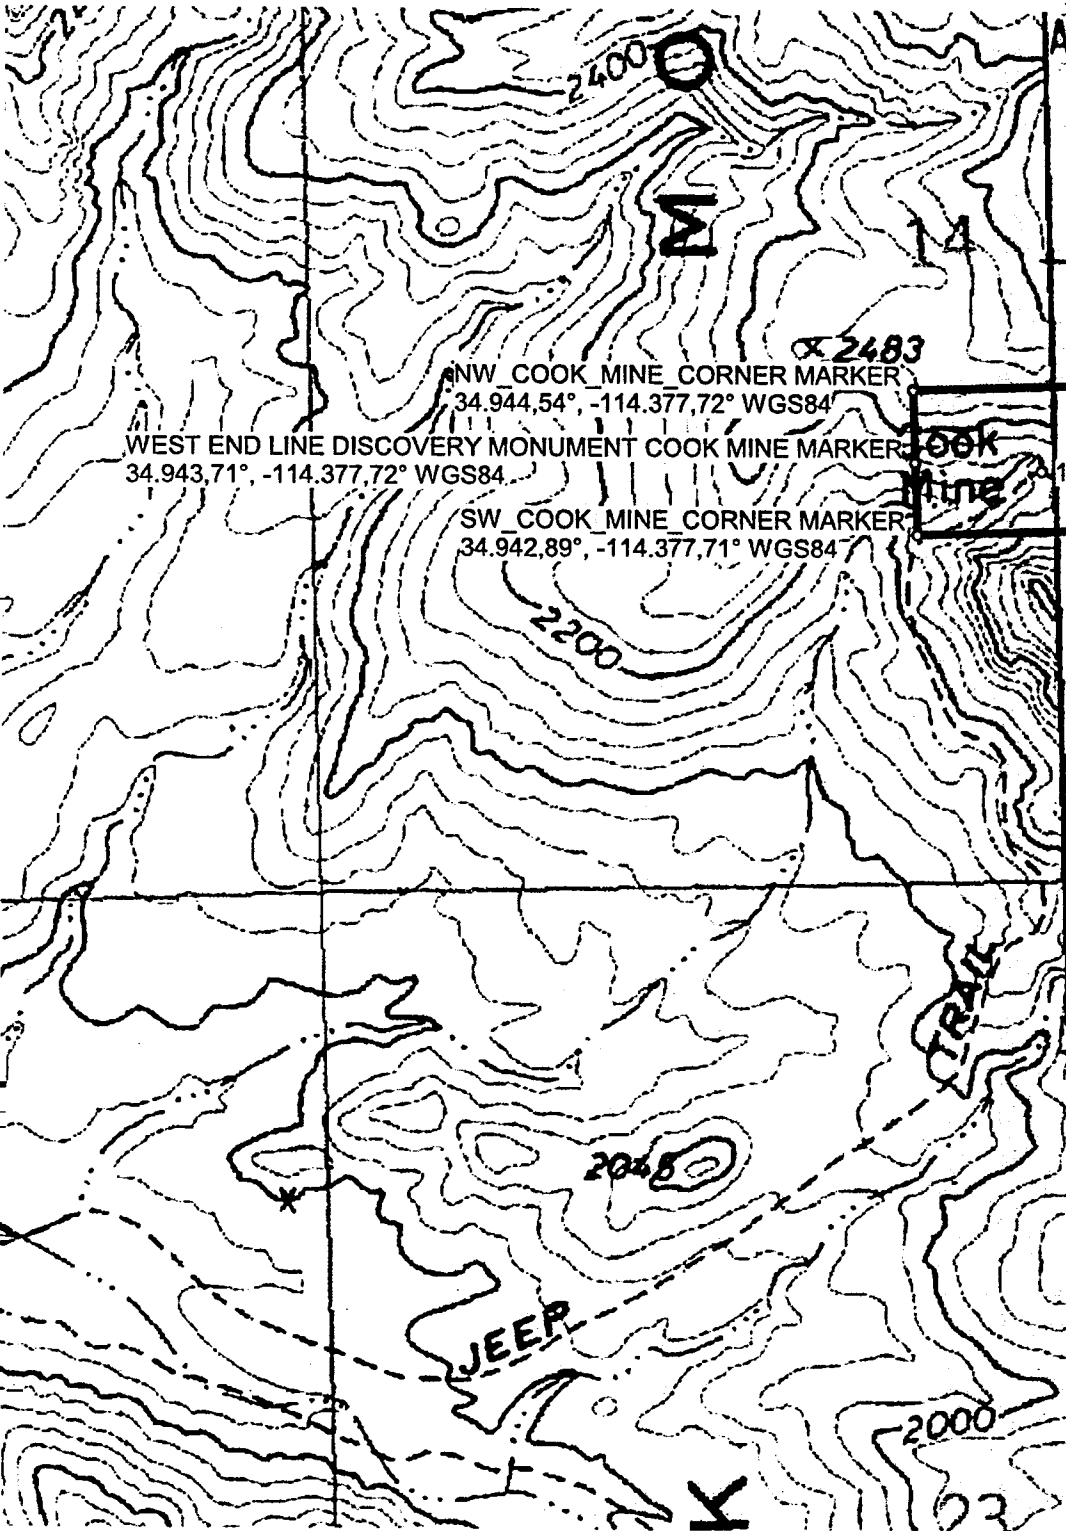 A
2400
O
M
14
× 2483
NW_COOK_MINE_CORNER MARKER
34.944,54°, -114.377,72° WGS84
WEST END LINE DISCOVERY MONUMENT COOK MINE MARKER
34.943,71°, -114.377,72° WGS84
ook
Mine
SW_COOK_MINE_CORNER MARKER
34.942,89°, -114.377,71° WGS84
2200
TRAIL
2048
JEEP
2000
K
23